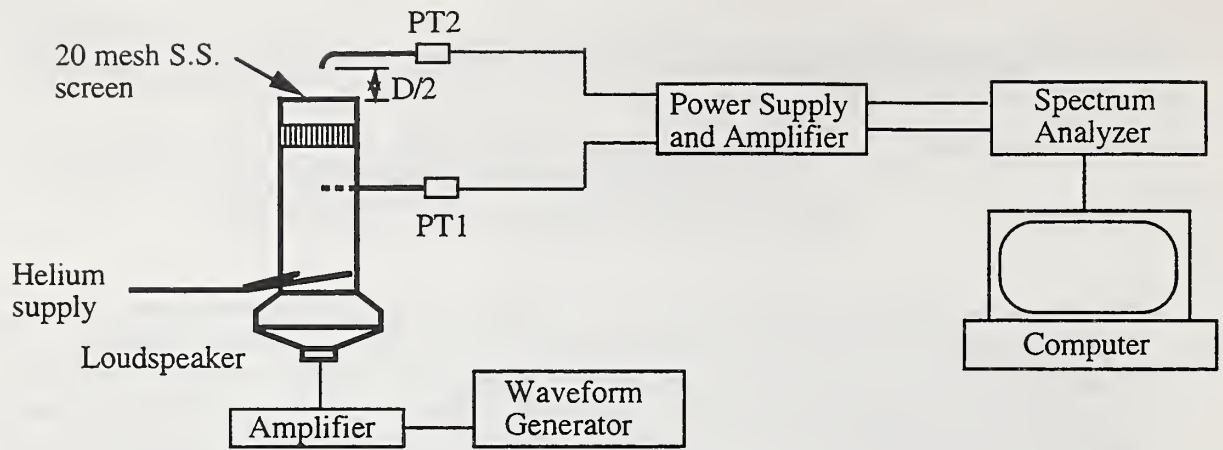 PT2
20 mesh S.S.
screen
D/2
Power Supply
and Amplifier
Spectrum
Analyzer
PT1
Helium
supply
Loudspeaker
Computer
Waveform
Generator
Amplifier